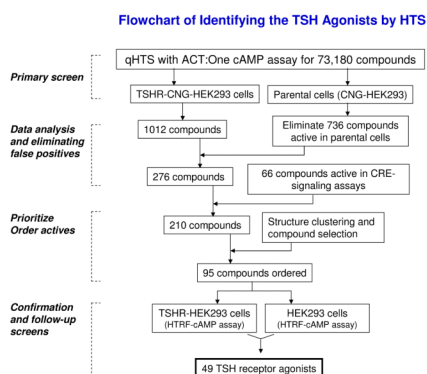 Flowchart of Identifying the TSH Agonists by HTS
qHTS with ACT:One cAMP assay for 73,180 compounds
Primary screen
TSHR-CNG-HEK293 cells
Parental cells (CNG-HEK293)
Data analysis
and eliminating
false positives
1012 compounds
Eliminate 736 compounds
active in parental cells
276 compounds
66 compounds active in CRE-
signaling assays
Prioritize
Order actives
210 compounds
Structure clustering and
compound selection
95 compounds ordered
Confirmation
and follow-up
screens
TSHR-HEK293 cells
(HTRF-cAMP assay)
HEK293 cells
(HTRF-cAMP assay)
49 TSH receptor agonists